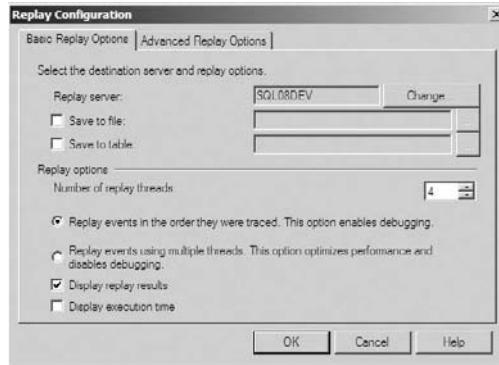 Replay Configuration
Basic Replay Options
Advanced Replay Options
Select the destination server and replay options.
Replay server:
SQL08DEV
Change...
Save to file:
...
Save to table:
...
Replay options
Number of replay threads
4
Replay events in the order they were traced. This option enables debugging.
Replay events using multiple threads. This option optimizes performance and
disables debugging.
Display replay results
Display execution time
OK
Cancel
Help